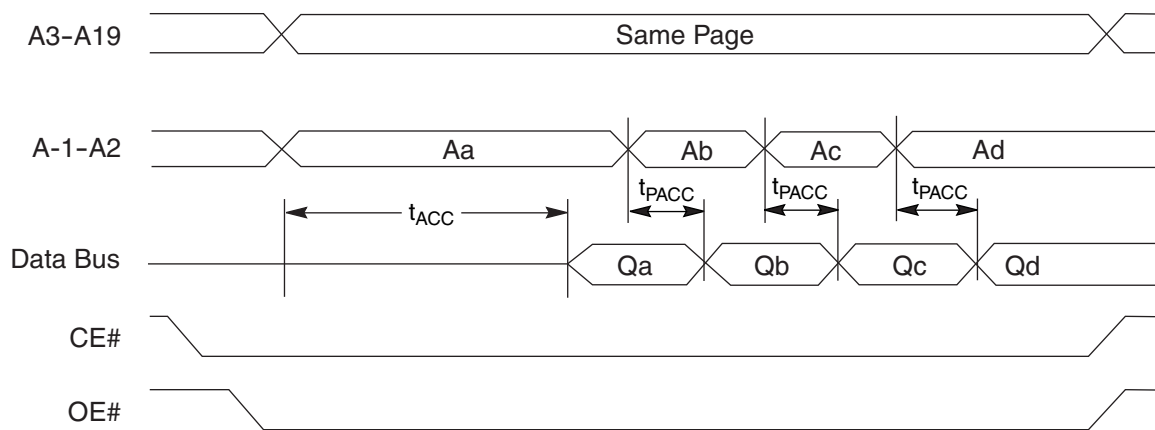 A3-A19 Same Page
A-1-A2 Aa Ab Ac Ad
tACC tPACC tPACC tPACC
Data Bus Qa Qb Qc Qd
CE#
OE#